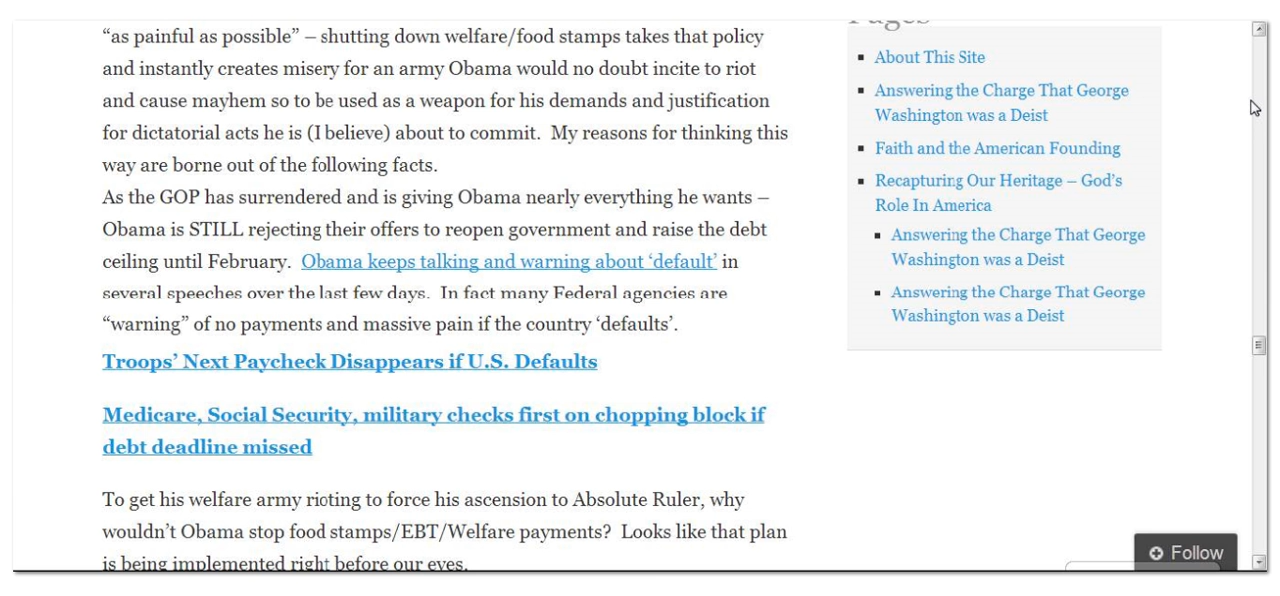 Pages
“as painful as possible” – shutting down welfare/food stamps takes that policy
and instantly creates misery for an army Obama would no doubt incite to riot
and cause mayhem so to be used as a weapon for his demands and justification
for dictatorial acts he is (I believe) about to commit.  My reasons for thinking this
way are borne out of the following facts.
As the GOP has surrendered and is giving Obama nearly everything he wants –
Obama is STILL rejecting their offers to reopen government and raise the debt
ceiling until February.  Obama keeps talking and warning about ‘default’ in
several speeches over the last few days.  In fact many Federal agencies are
“warning” of no payments and massive pain if the country ‘defaults’.
Troops’ Next Paycheck Disappears if U.S. Defaults
Medicare, Social Security, military checks first on chopping block if
debt deadline missed
To get his welfare army rioting to force his ascension to Absolute Ruler, why
wouldn’t Obama stop food stamps/EBT/Welfare payments?  Looks like that plan
is being implemented right before our eyes.
About This Site
Answering the Charge That George
Washington was a Deist
Faith and the American Founding
Recapturing Our Heritage – God’s
Role In America
Answering the Charge That George
Washington was a Deist
Answering the Charge That George
Washington was a Deist
Follow